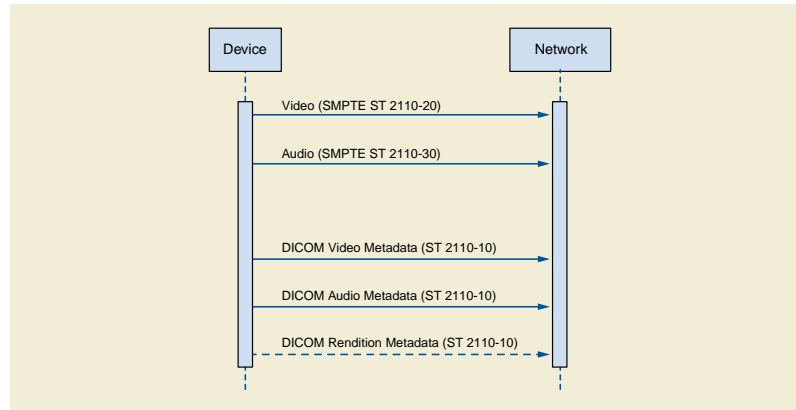 Device
Network
Video (SMPTE ST 2110-20)
Audio (SMPTE ST 2110-30)
DICOM Video Metadata (ST 2110-10)
DICOM Audio Metadata (ST 2110-10)
DICOM Rendition Metadata (ST 2110-10)